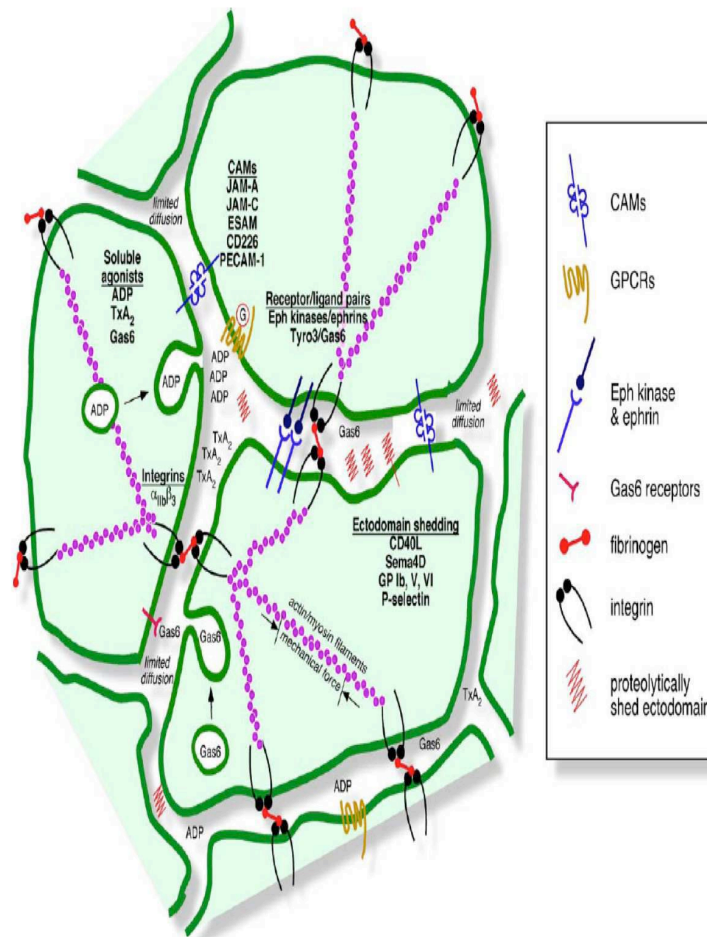 limited
diffusion
CAMs
JAM-A
JAM-C
ESAM
CD226
PECAM-1
Soluble
agonists
ADP
TxA2
Gas6
Receptor/ligand pairs
Eph kinases/ephrins
Tyro3/Gas6
G
ADP
ADP
ADP
ADP
ADP
limited
diffusion
Gas6
TxA2
TxA2
TxA2
Integrins
αIIbβ3
Ectodomain shedding
CD40L
Sema4D
GP Ib, V, VI
P-selectin
actin/myosin filaments
mechanical force
Gas6
Gas6
limited
diffusion
Gas6
TxA2
Gas6
ADP
ADP
CAMs
GPCRs
Eph kinase
& ephrin
Gas6 receptors
fibrinogen
integrin
proteolytically
shed ectodomain